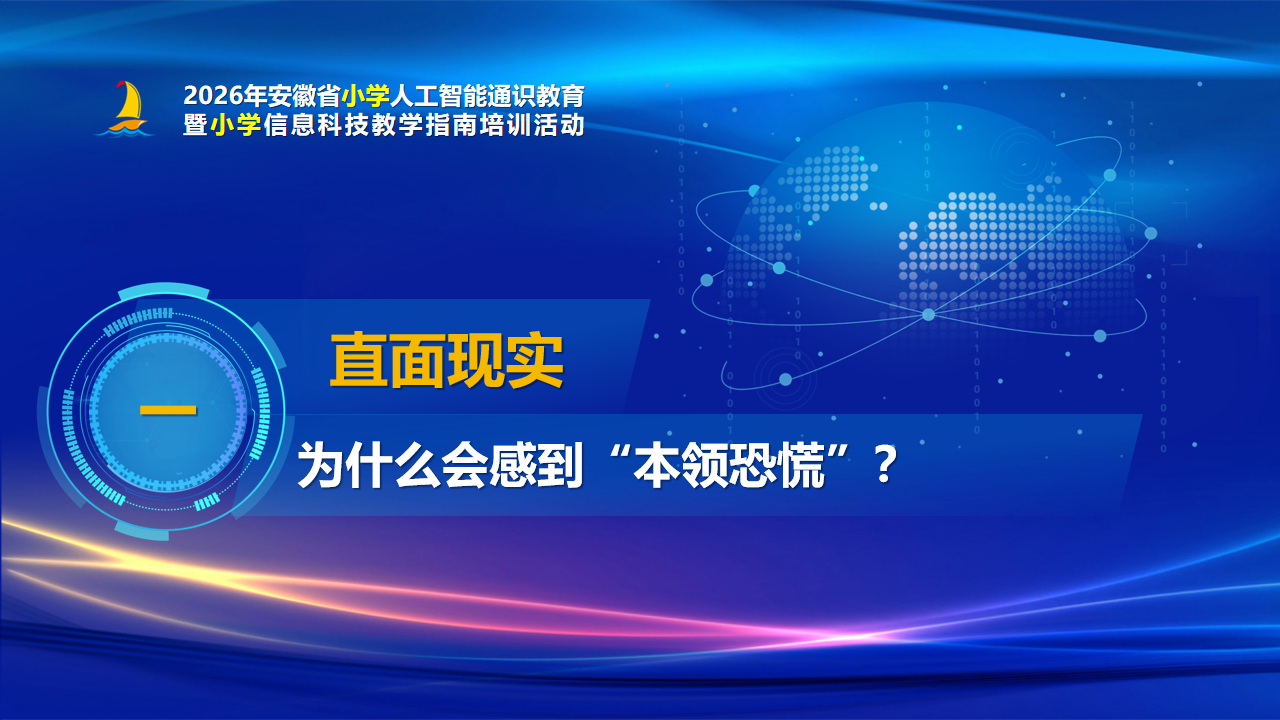 2026年安徽省小学人工智能通识教育
暨小学信息科技教学指南培训活动
一
直面现实
为什么会感到“本领恐慌”？